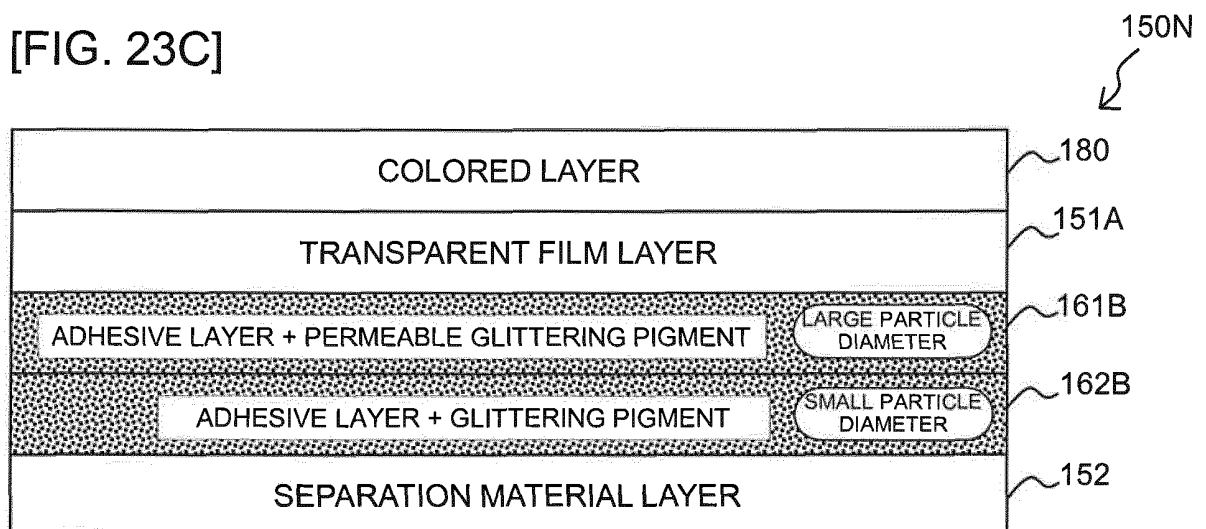 [FIG. 23C]
150N
COLORED LAYER
180
TRANSPARENT FILM LAYER
151A
ADHESIVE LAYER + PERMEABLE GLITTERING PIGMENT
LARGE PARTICLE
DIAMETER
161B
ADHESIVE LAYER + GLITTERING PIGMENT
SMALL PARTICLE
DIAMETER
162B
SEPARATION MATERIAL LAYER
152